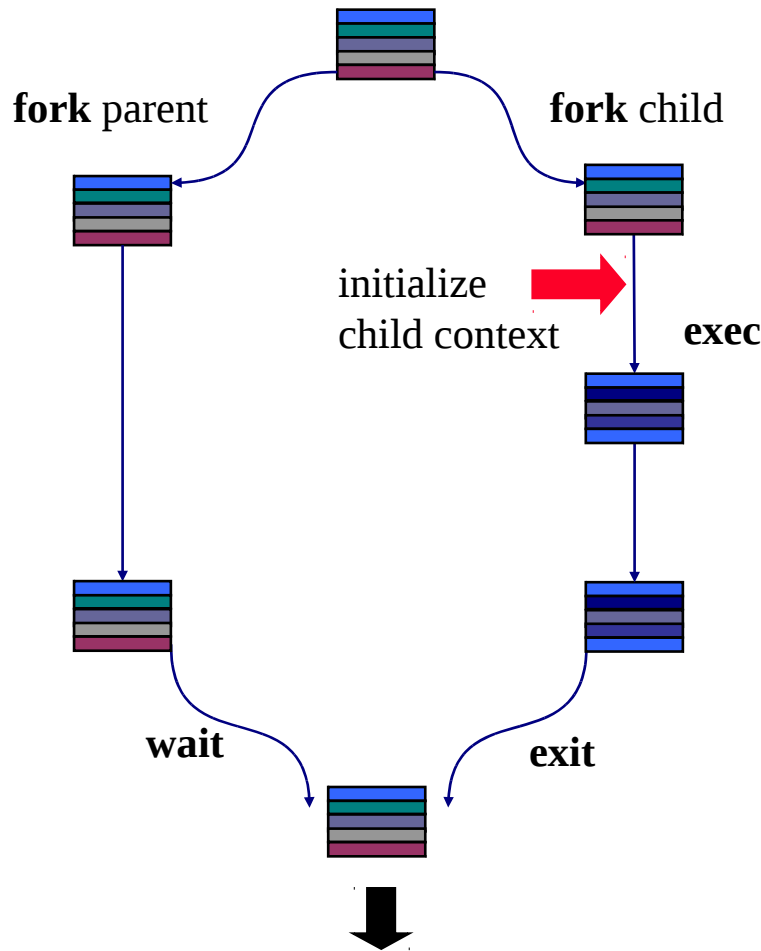 fork parent
fork child
initialize
child context
exec
wait
exit